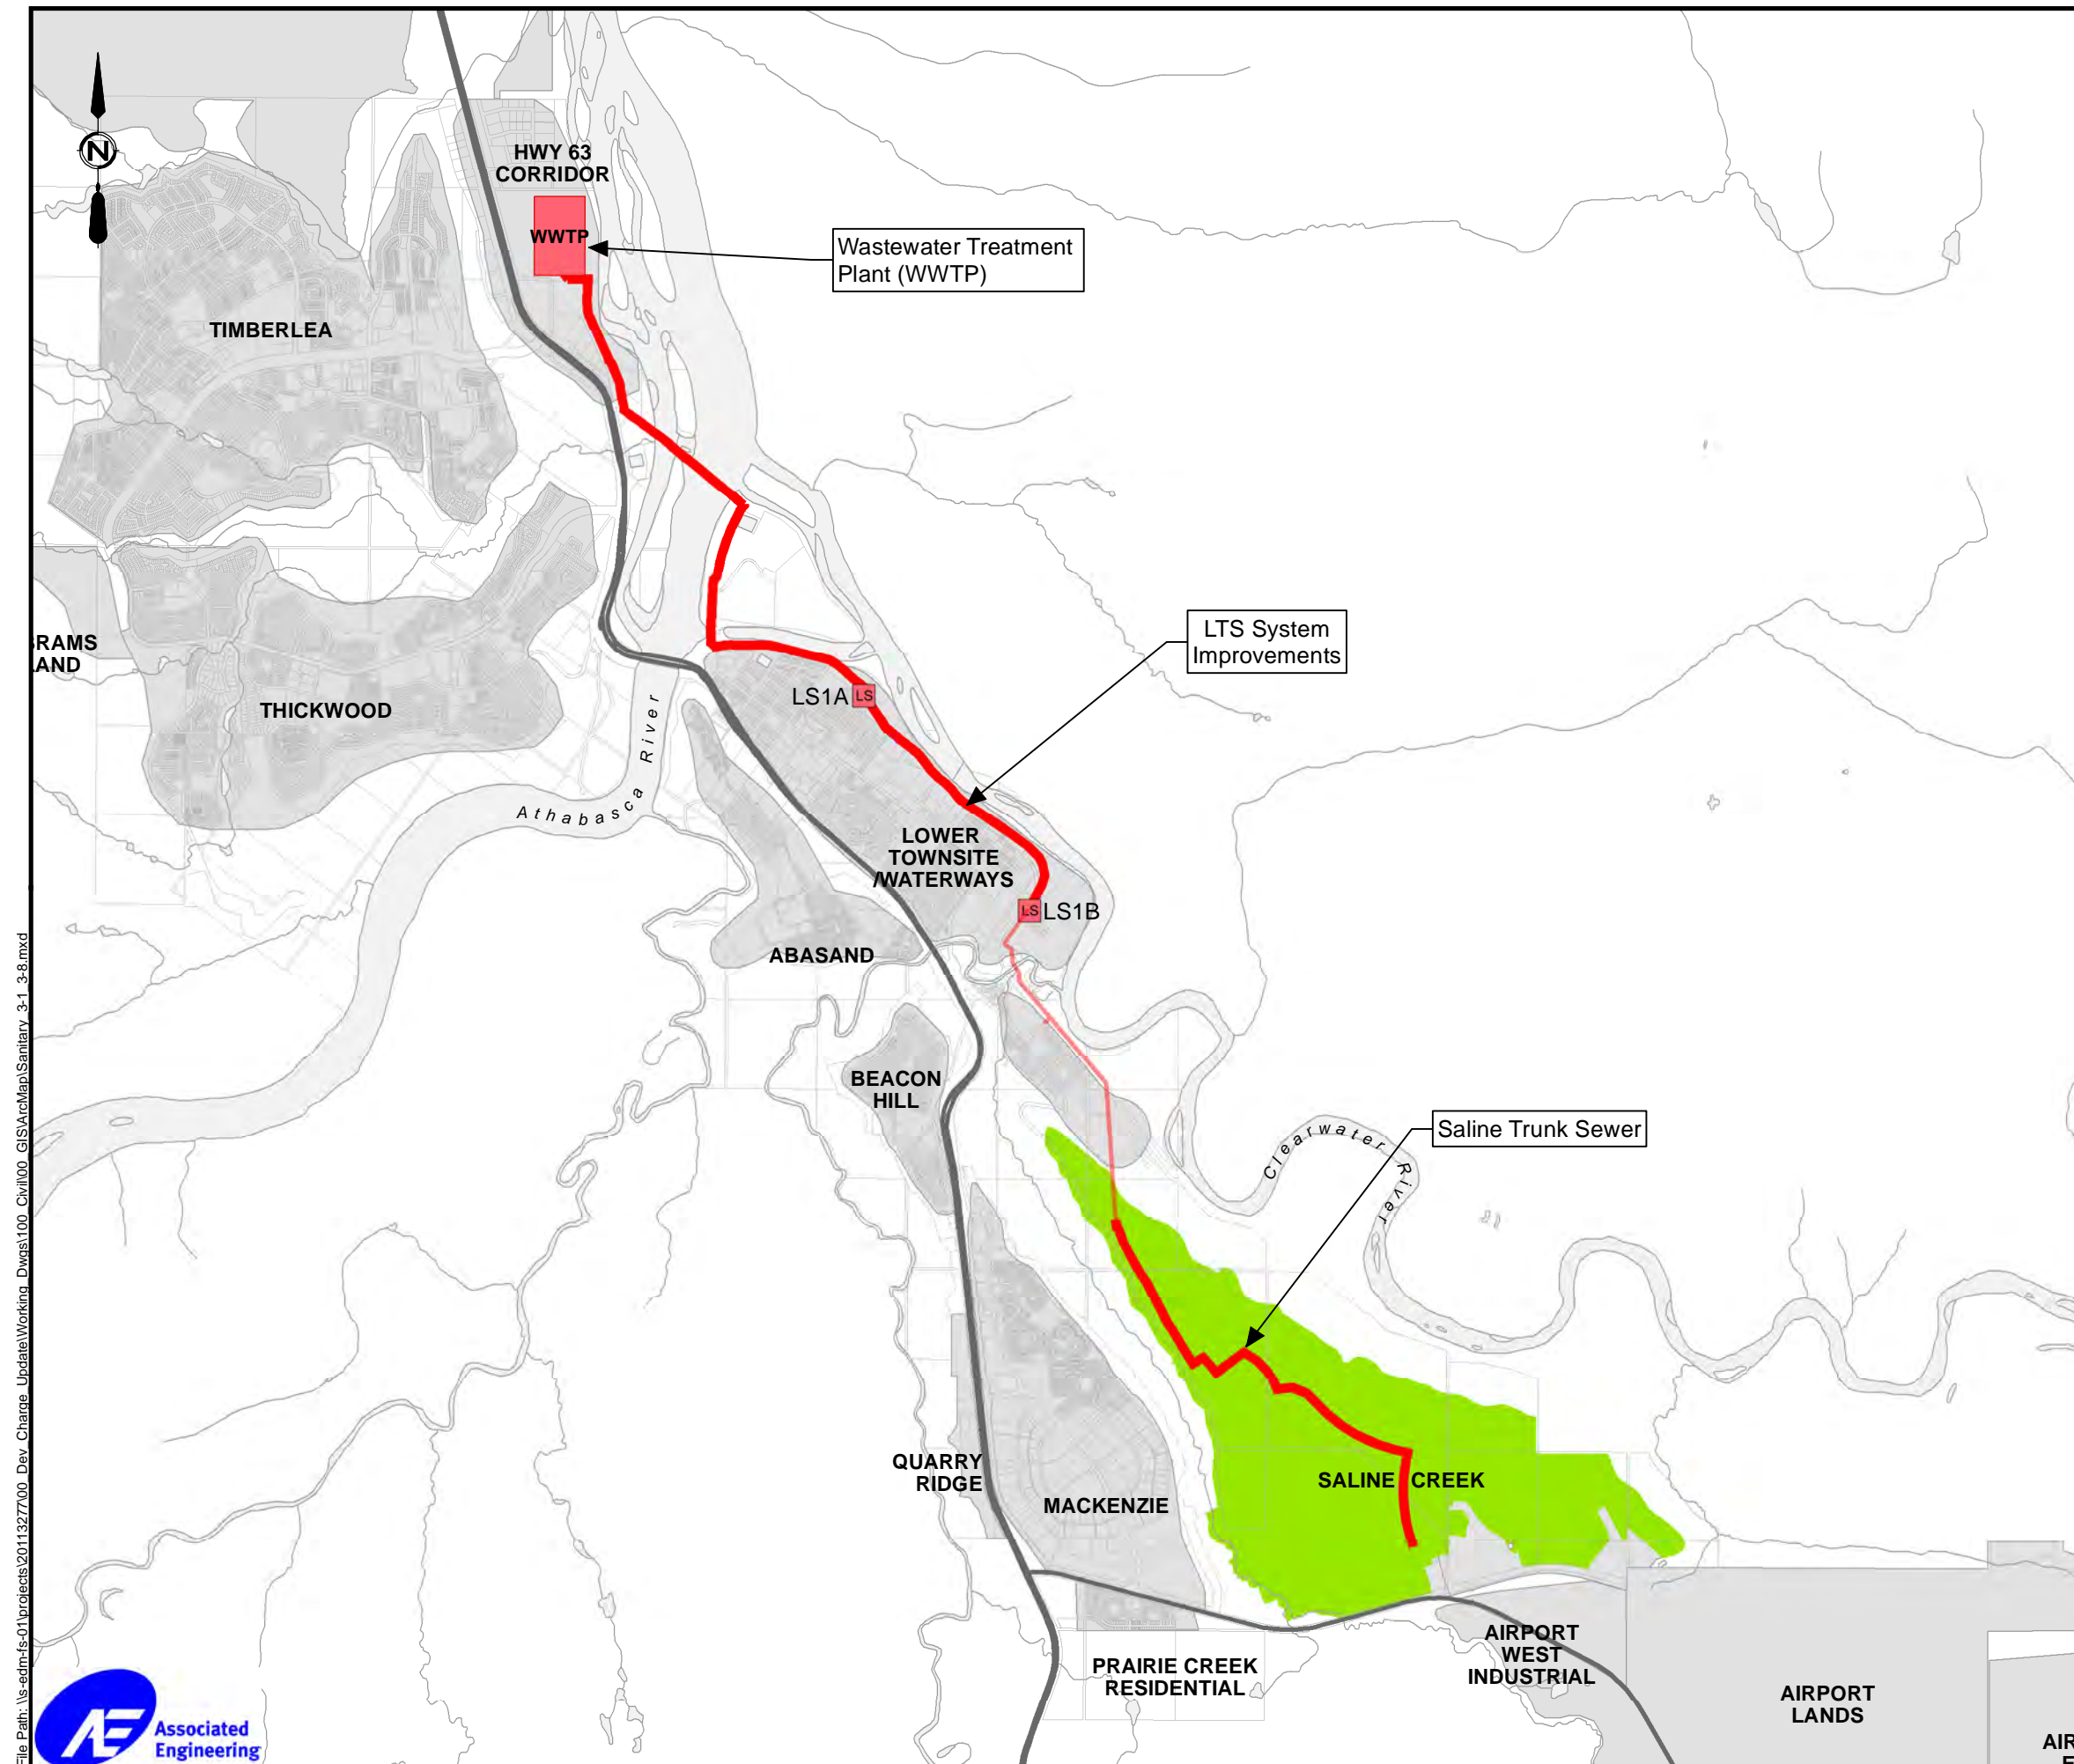 HWY 63
CORRIDOR
N
WWTP
Wastewater Treatment
Plant (WWTP)
TIMBERLEA
LTS System
Improvements
RAMS
AND
THICKWOOD
LS1A
LS
Athabasca River
LOWER
TOWNSITE
/WATERWAYS
LS
LS1B
ABASAND
BEACON
HILL
Saline Trunk Sewer
Clearwater River
QUARRY
RIDGE
MACKENZIE
SALINE CREEK
AIRPORT
WEST
INDUSTRIAL
PRAIRIE CREEK
RESIDENTIAL
AIRPORT
LANDS
AIR
File Path: \\s-edm-fs-01\projects\20113277\00_Dev_Charge_Update\Working_Dwgs\100_Civil\00_GIS\ArcMap\Sanitary_3-1_3-8.mxd
AE
Associated
Engineering